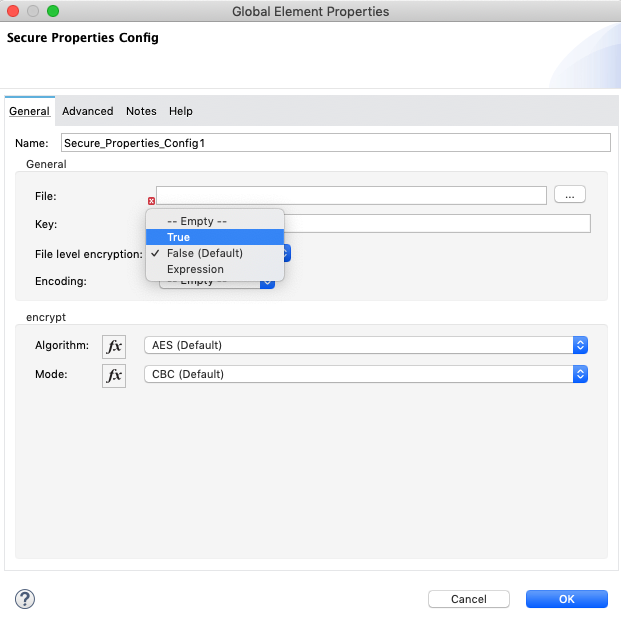 Global Element Properties
Secure Properties Config
General Advanced Notes Help
Name: Secure_Properties_Config1
General
File: ...
Key:
-- Empty --
True
File level encryption: ✓ False (Default)
Expression
Encoding: -- Empty --
encrypt
Algorithm: fx AES (Default)
Mode: fx CBC (Default)
? Cancel OK